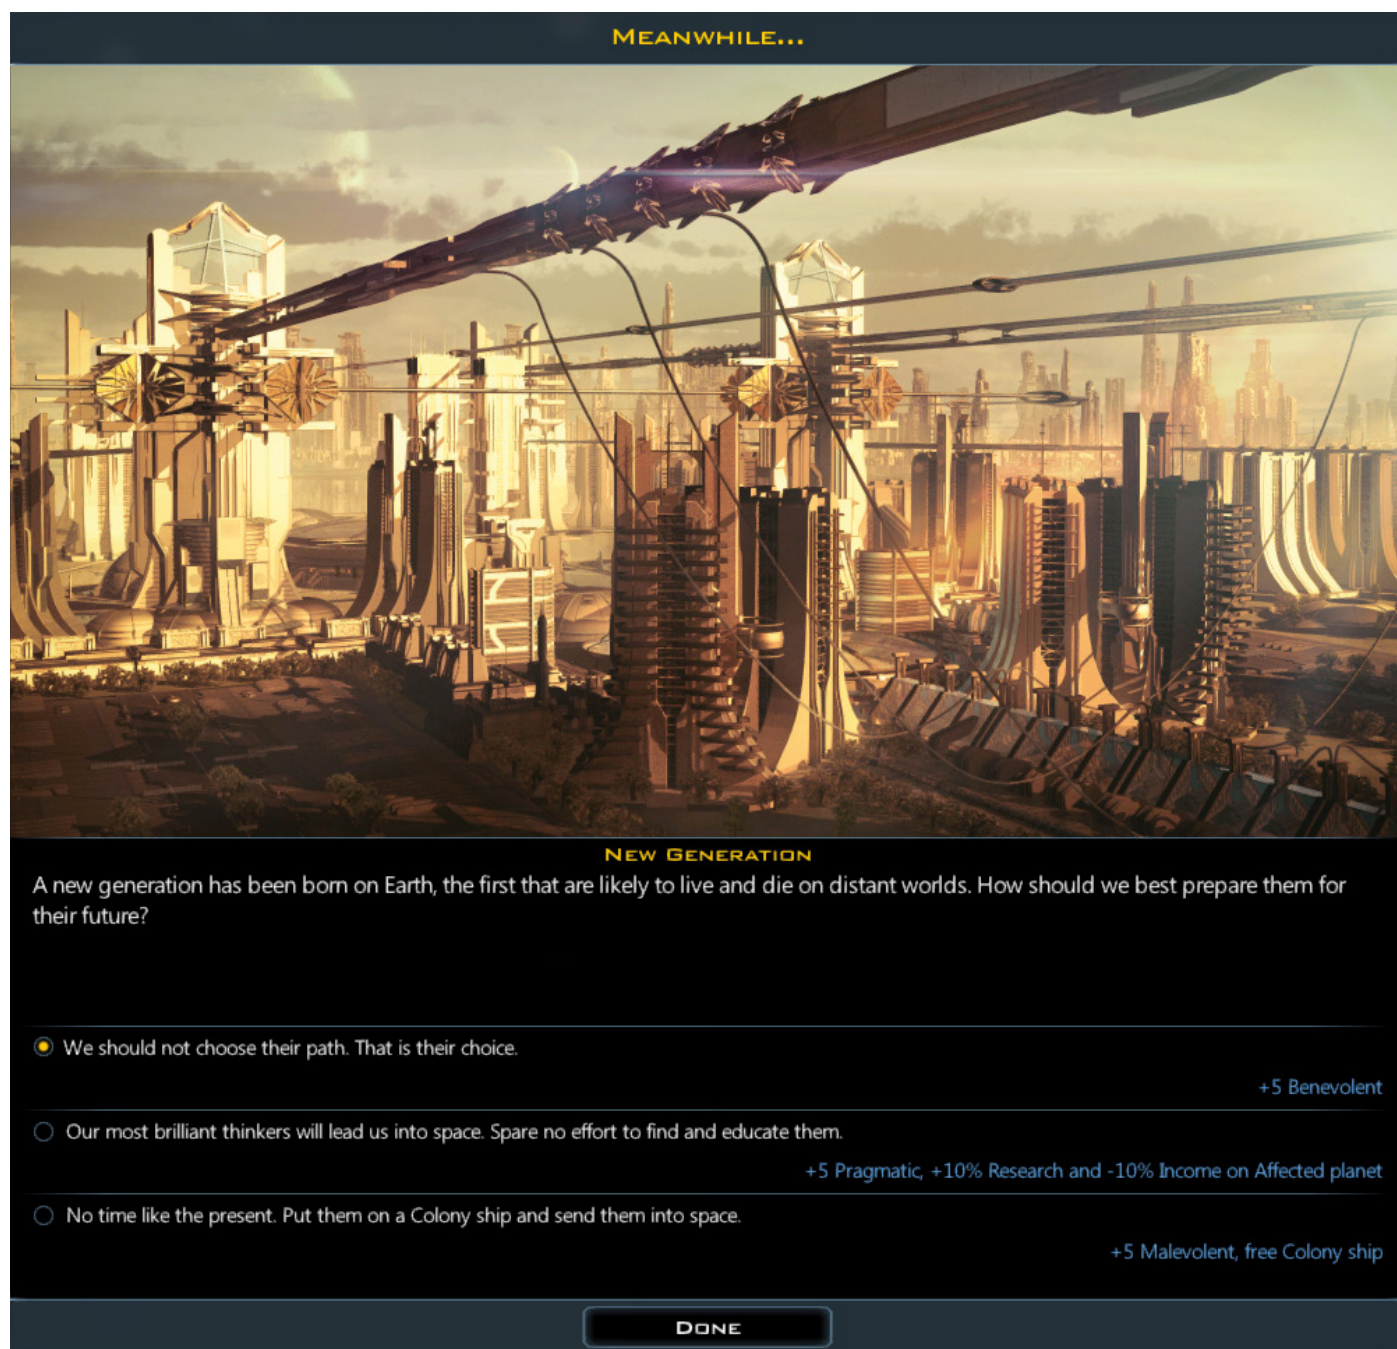 MEANWHILE...
NEW GENERATION
A new generation has been born on Earth, the first that are likely to live and die on distant worlds. How should we best prepare them for
their future?
We should not choose their path. That is their choice.
+5 Benevolent
Our most brilliant thinkers will lead us into space. Spare no effort to find and educate them.
+5 Pragmatic, +10% Research and -10% Income on Affected planet
No time like the present. Put them on a Colony ship and send them into space.
+5 Malevolent, free Colony ship
DONE